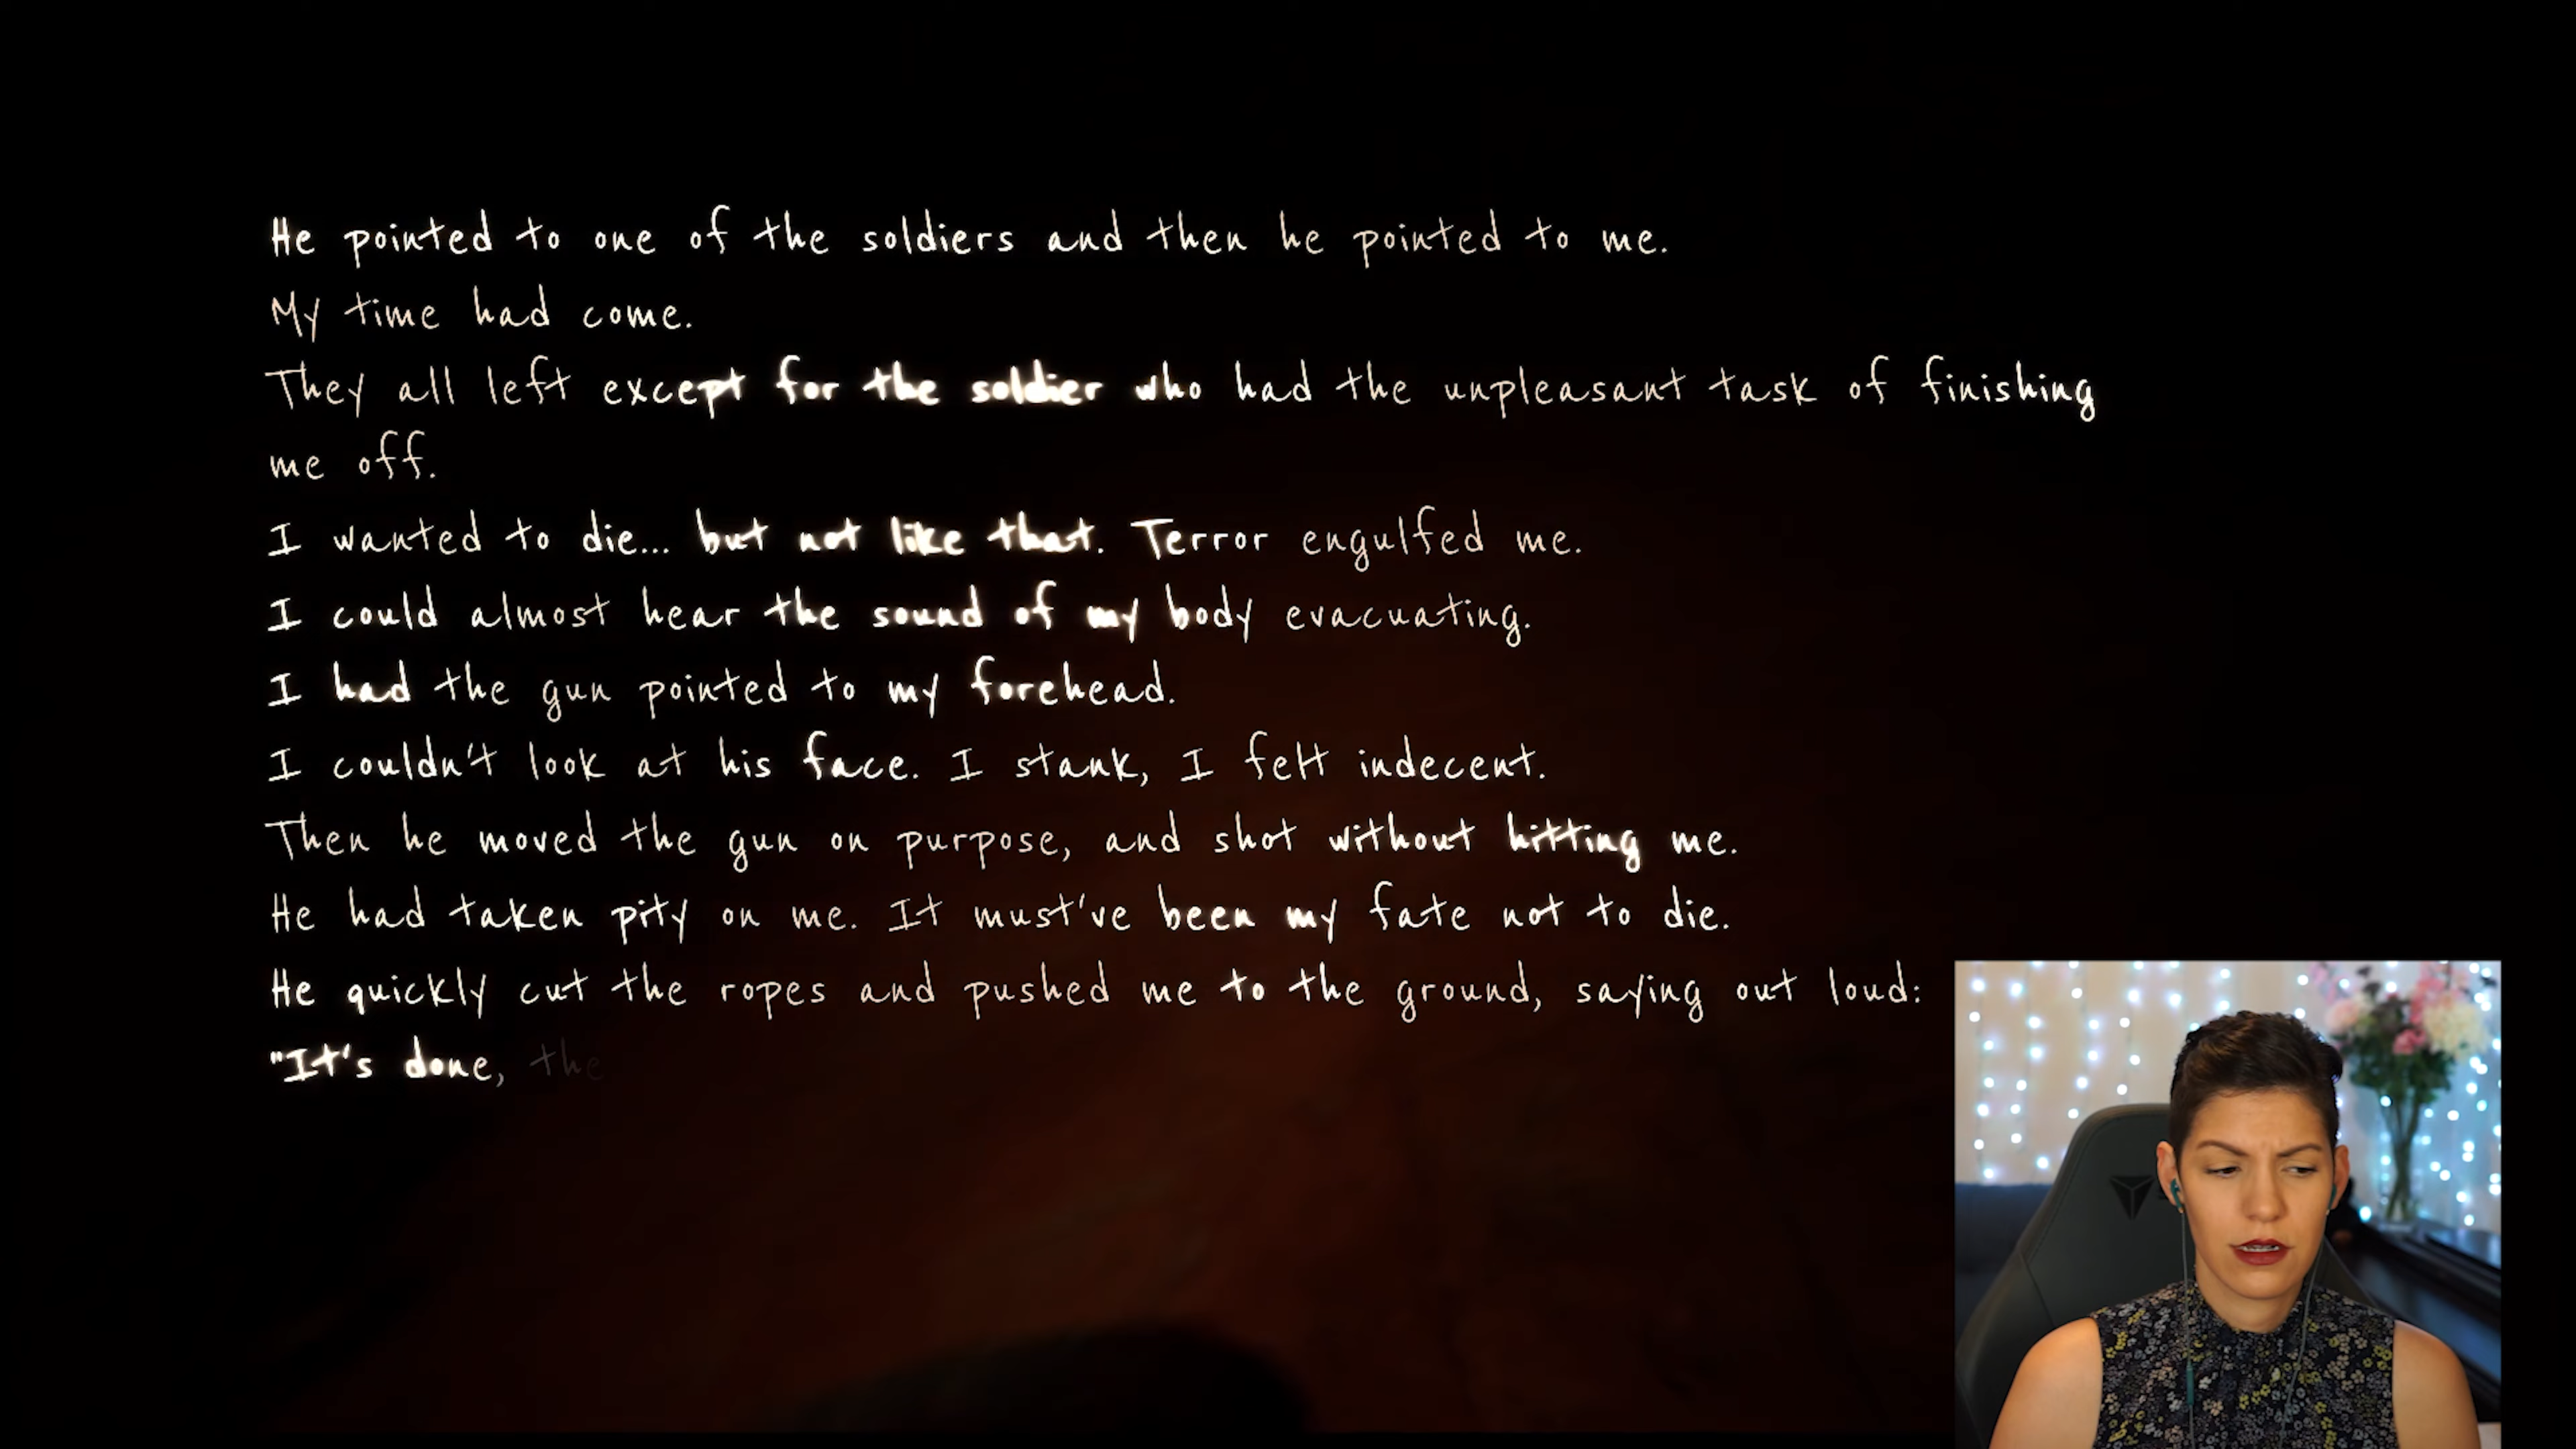 He pointed to one of the soldiers and then he pointed to me.
My time had come.
They all left except for the soldier who had the unpleasant task of finishing
me off.
I wanted to die... but not like that. Terror engulfed me.
I could almost hear the sound of my body evacuating.
I had the gun pointed to my forehead.
I couldn't look at his face. I stank, I felt indecent.
Then he moved the gun on purpose, and shot without hitting me.
He had taken pity on me. It must've been my fate not to die.
He quickly cut the ropes and pushed me to the ground, saying out loud:
"It's done, the